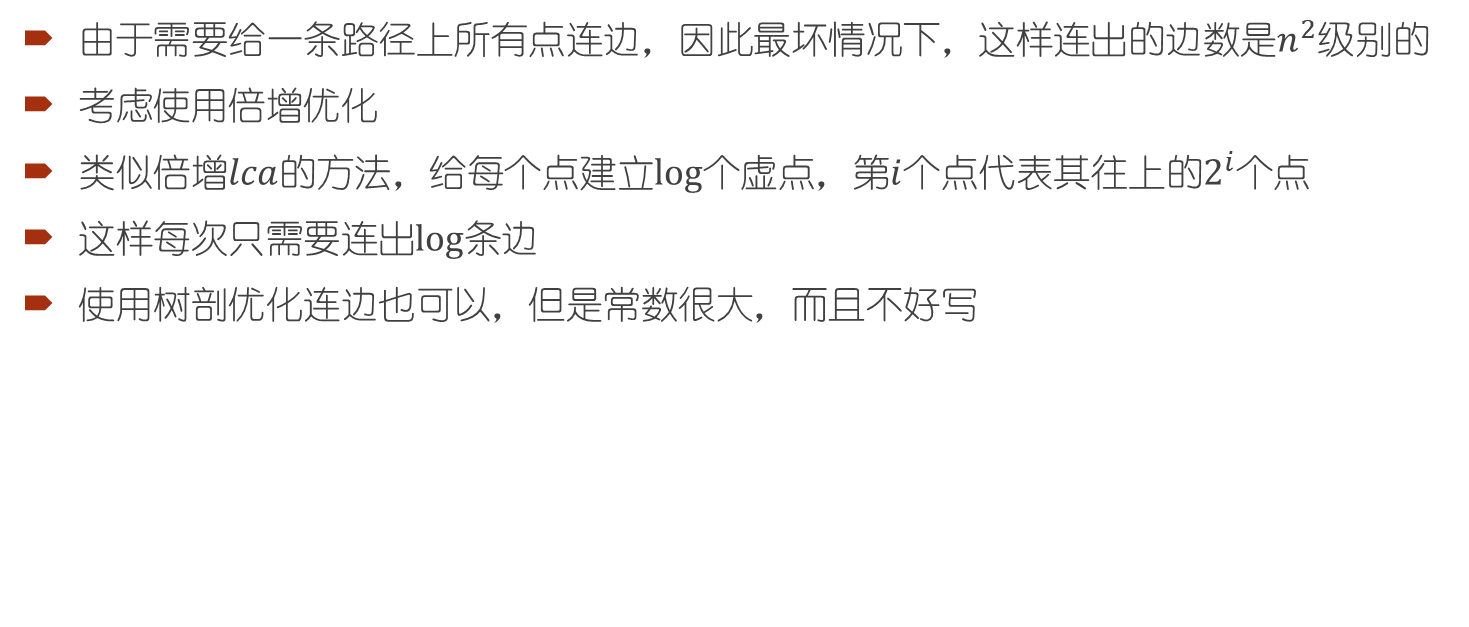 由于需要给一条路径上所有点连边，因此最坏情况下，这样连出的边数是n²级别的
考虑使用倍增优化
类似倍增lca的方法，给每个点建立log个虚点，第i个点代表其往上的2ⁱ个点
这样每次只需要连出log条边
使用树剖优化连边也可以，但是常数很大，而且不好写